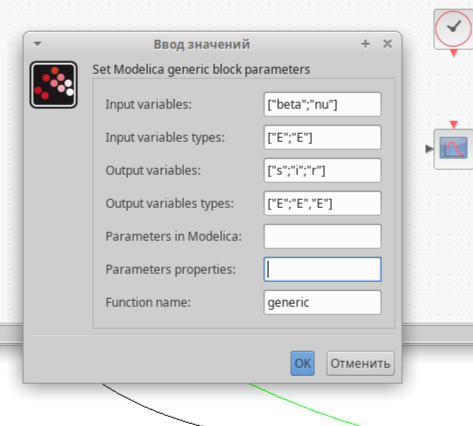 Ввод значений
Set Modelica generic block parameters
Input variables: ["beta";"nu"]
Input variables types: ["E";"E"]
Output variables: ["s";"i";"r"]
Output variables types: ["E";"E","E"]
Parameters in Modelica:
Parameters properties:
Function name: generic
OK Отменить